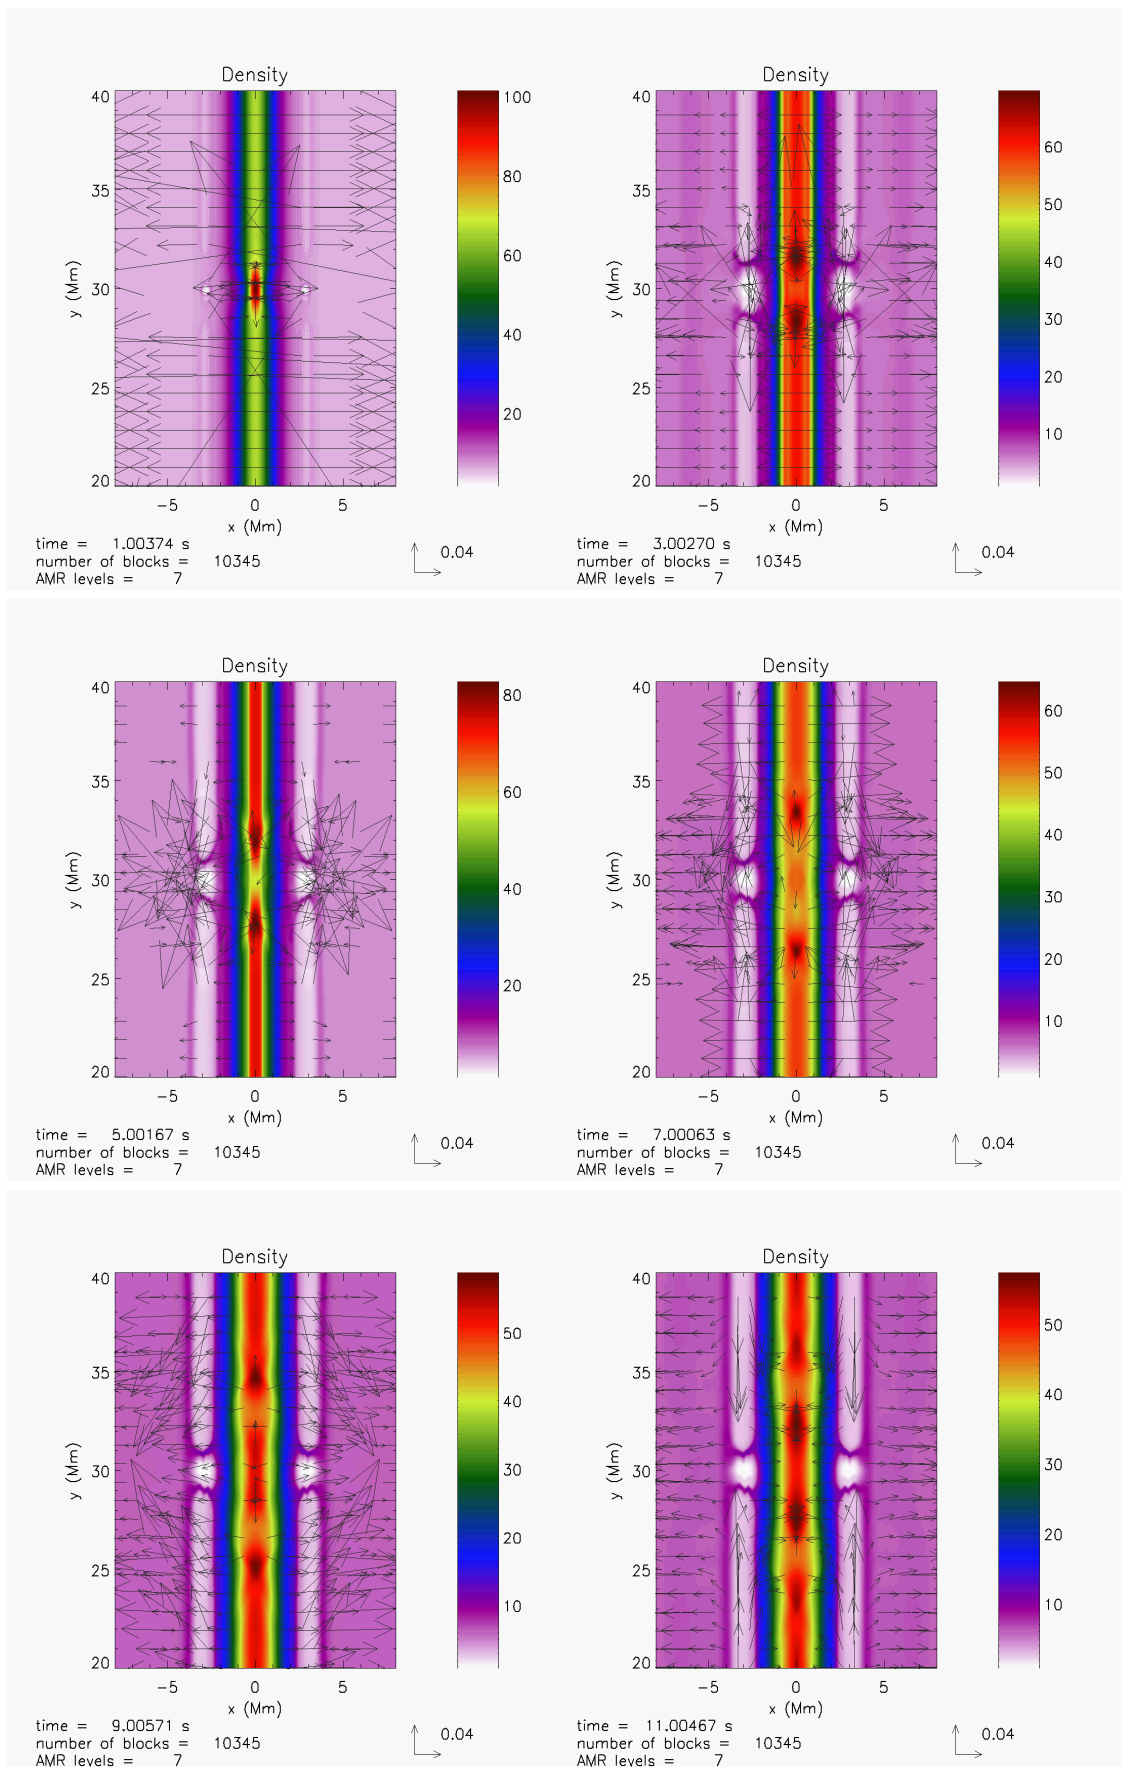 Density
40
35
30
25
20
y (Mm)
-5 0 5
x (Mm)
100
80
60
40
20
time = 1.00374 s
number of blocks = 10345
AMR levels = 7
0.04
Density
40
35
30
25
20
y (Mm)
-5 0 5
x (Mm)
60
50
40
30
20
10
time = 3.00270 s
number of blocks = 10345
AMR levels = 7
0.04
Density
40
35
30
25
20
y (Mm)
-5 0 5
x (Mm)
80
60
40
20
time = 5.00167 s
number of blocks = 10345
AMR levels = 7
0.04
Density
40
35
30
25
20
y (Mm)
-5 0 5
x (Mm)
60
50
40
30
20
10
time = 7.00063 s
number of blocks = 10345
AMR levels = 7
0.04
Density
40
35
30
25
20
y (Mm)
-5 0 5
x (Mm)
50
40
30
20
10
time = 9.00571 s
number of blocks = 10345
AMR levels = 7
0.04
Density
40
35
30
25
20
y (Mm)
-5 0 5
x (Mm)
50
40
30
20
10
time = 11.00467 s
number of blocks = 10345
AMR levels = 7
0.04